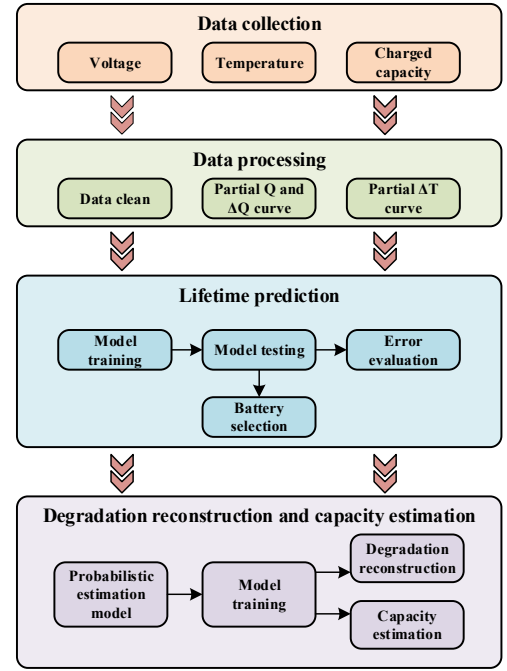 Data collection
Voltage
Temperature
Charged
capacity
Data processing
Data clean
Partial Q and
ΔQ curve
Partial ΔT
curve
Lifetime prediction
Model
training
Model testing
Error
evaluation
Battery
selection
Degradation reconstruction and capacity estimation
Probabilistic
estimation
model
Model
training
Degradation
reconstruction
Capacity
estimation